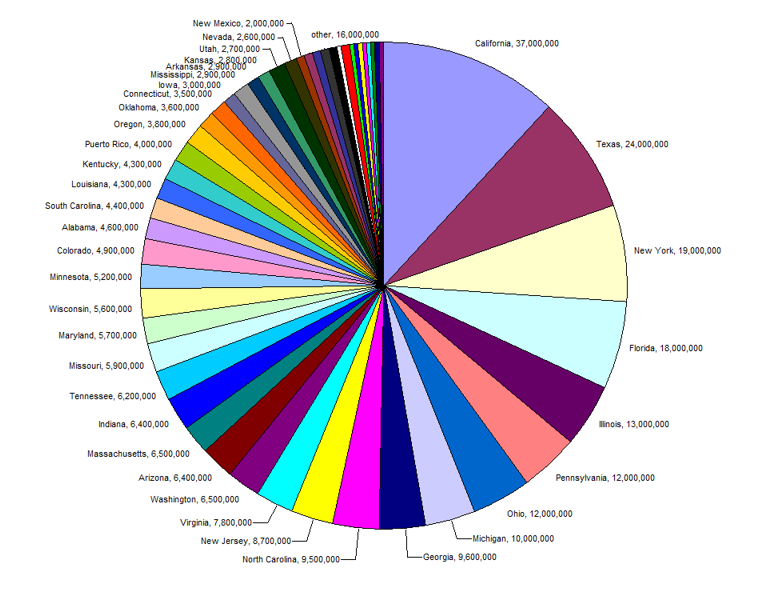 California, 37,000,000
Texas, 24,000,000
New York, 19,000,000
Florida, 18,000,000
Illinois, 13,000,000
Pennsylvania, 12,000,000
Ohio, 12,000,000
Michigan, 10,000,000
Georgia, 9,600,000
North Carolina, 9,500,000
New Jersey, 8,700,000
Virginia, 7,800,000
Washington, 6,500,000
Arizona, 6,400,000
Massachusetts, 6,500,000
Indiana, 6,400,000
Tennessee, 6,200,000
Missouri, 5,900,000
Maryland, 5,700,000
Wisconsin, 5,600,000
Minnesota, 5,200,000
Colorado, 4,900,000
Alabama, 4,600,000
South Carolina, 4,400,000
Louisiana, 4,300,000
Kentucky, 4,300,000
Puerto Rico, 4,000,000
Oregon, 3,800,000
Oklahoma, 3,600,000
Connecticut, 3,500,000
Iowa, 3,000,000
Mississippi, 2,900,000
Arkansas, 2,900,000
Kansas, 2,800,000
Utah, 2,700,000
Nevada, 2,600,000
New Mexico, 2,000,000
other, 16,000,000